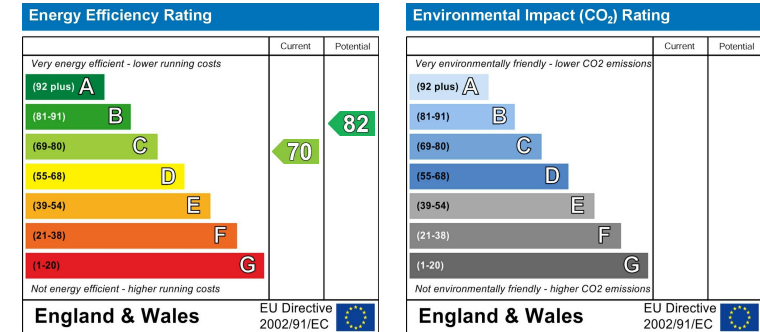 Energy Efficiency Rating
Current Potential
Very energy efficient - lower running costs
(92 plus) A
(81-91) B
82
(69-80) C
70
(55-68) D
(39-54) E
(21-38) F
(1-20) G
Not energy efficient - higher running costs
England & Wales
EU Directive
2002/91/EC
Environmental Impact (CO₂) Rating
Current Potential
Very environmentally friendly - lower CO2 emissions
(92 plus) A
(81-91) B
(69-80) C
(55-68) D
(39-54) E
(21-38) F
(1-20) G
Not environmentally friendly - higher CO2 emissions
England & Wales
EU Directive
2002/91/EC